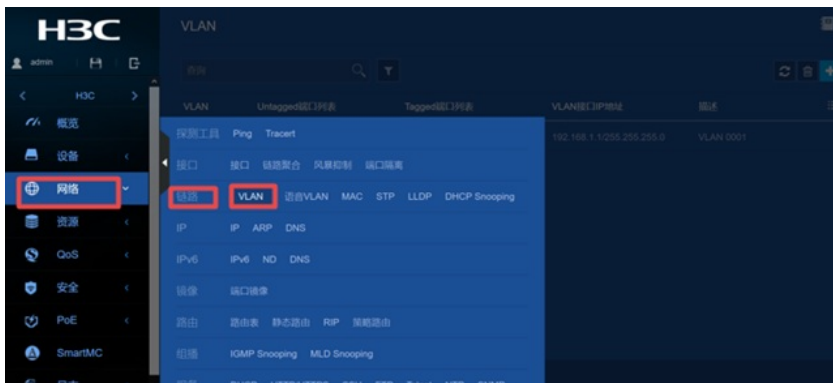 H3C
VLAN
admin
查询
H3C
VLAN Untagged端口列表 Tagged端口列表 VLAN接口IP地址 描述
概览
探测工具 Ping Tracert
192.168.1.1/255.255.255.0 VLAN 0001
设备
接口 接口 链路聚合 风暴抑制 端口隔离
网络
链路 VLAN 语音VLAN MAC STP LLDP DHCP Snooping
资源
IP IP ARP DNS
QoS
IPv6 IPv6 ND DNS
安全
镜像 端口镜像
PoE
路由 路由表 静态路由 RIP 策略路由
SmartMC
组播 IGMP Snooping MLD Snooping